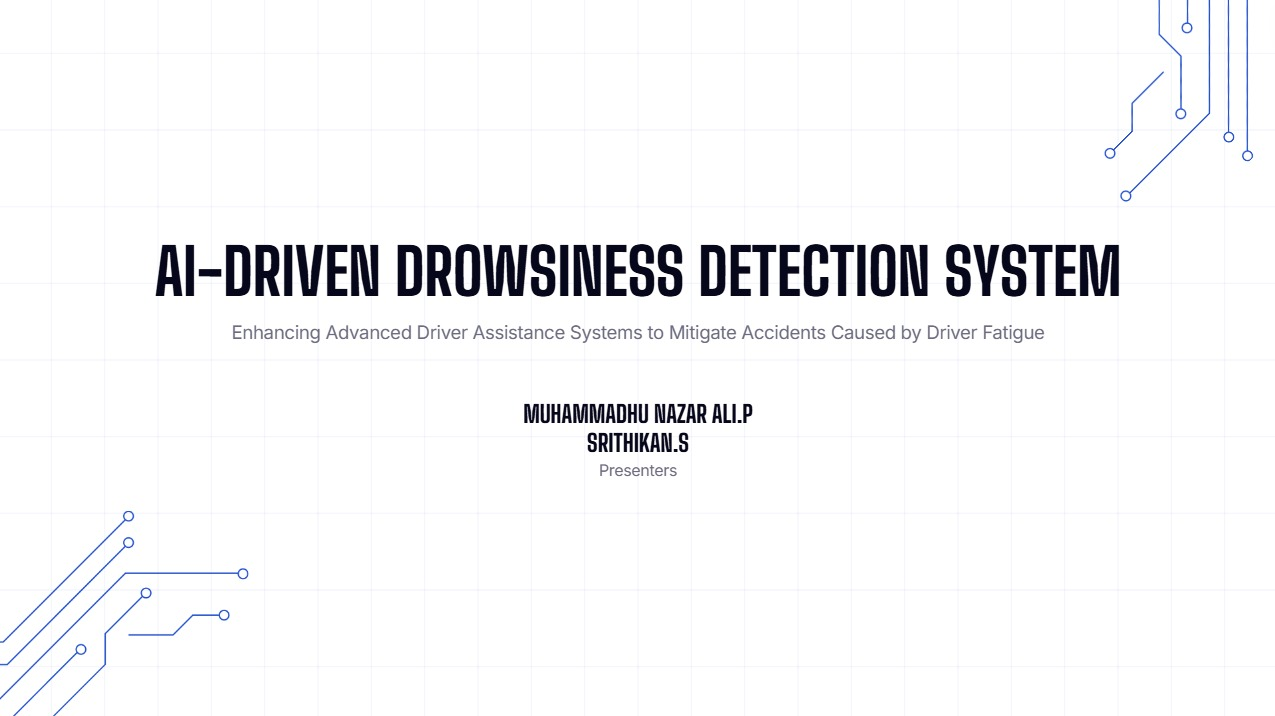 AI-DRIVEN DROWSINESS DETECTION SYSTEM
Enhancing Advanced Driver Assistance Systems to Mitigate Accidents Caused by Driver Fatigue
MUHAMMADHU NAZAR ALI.P
SRITHIKAN.S
Presenters